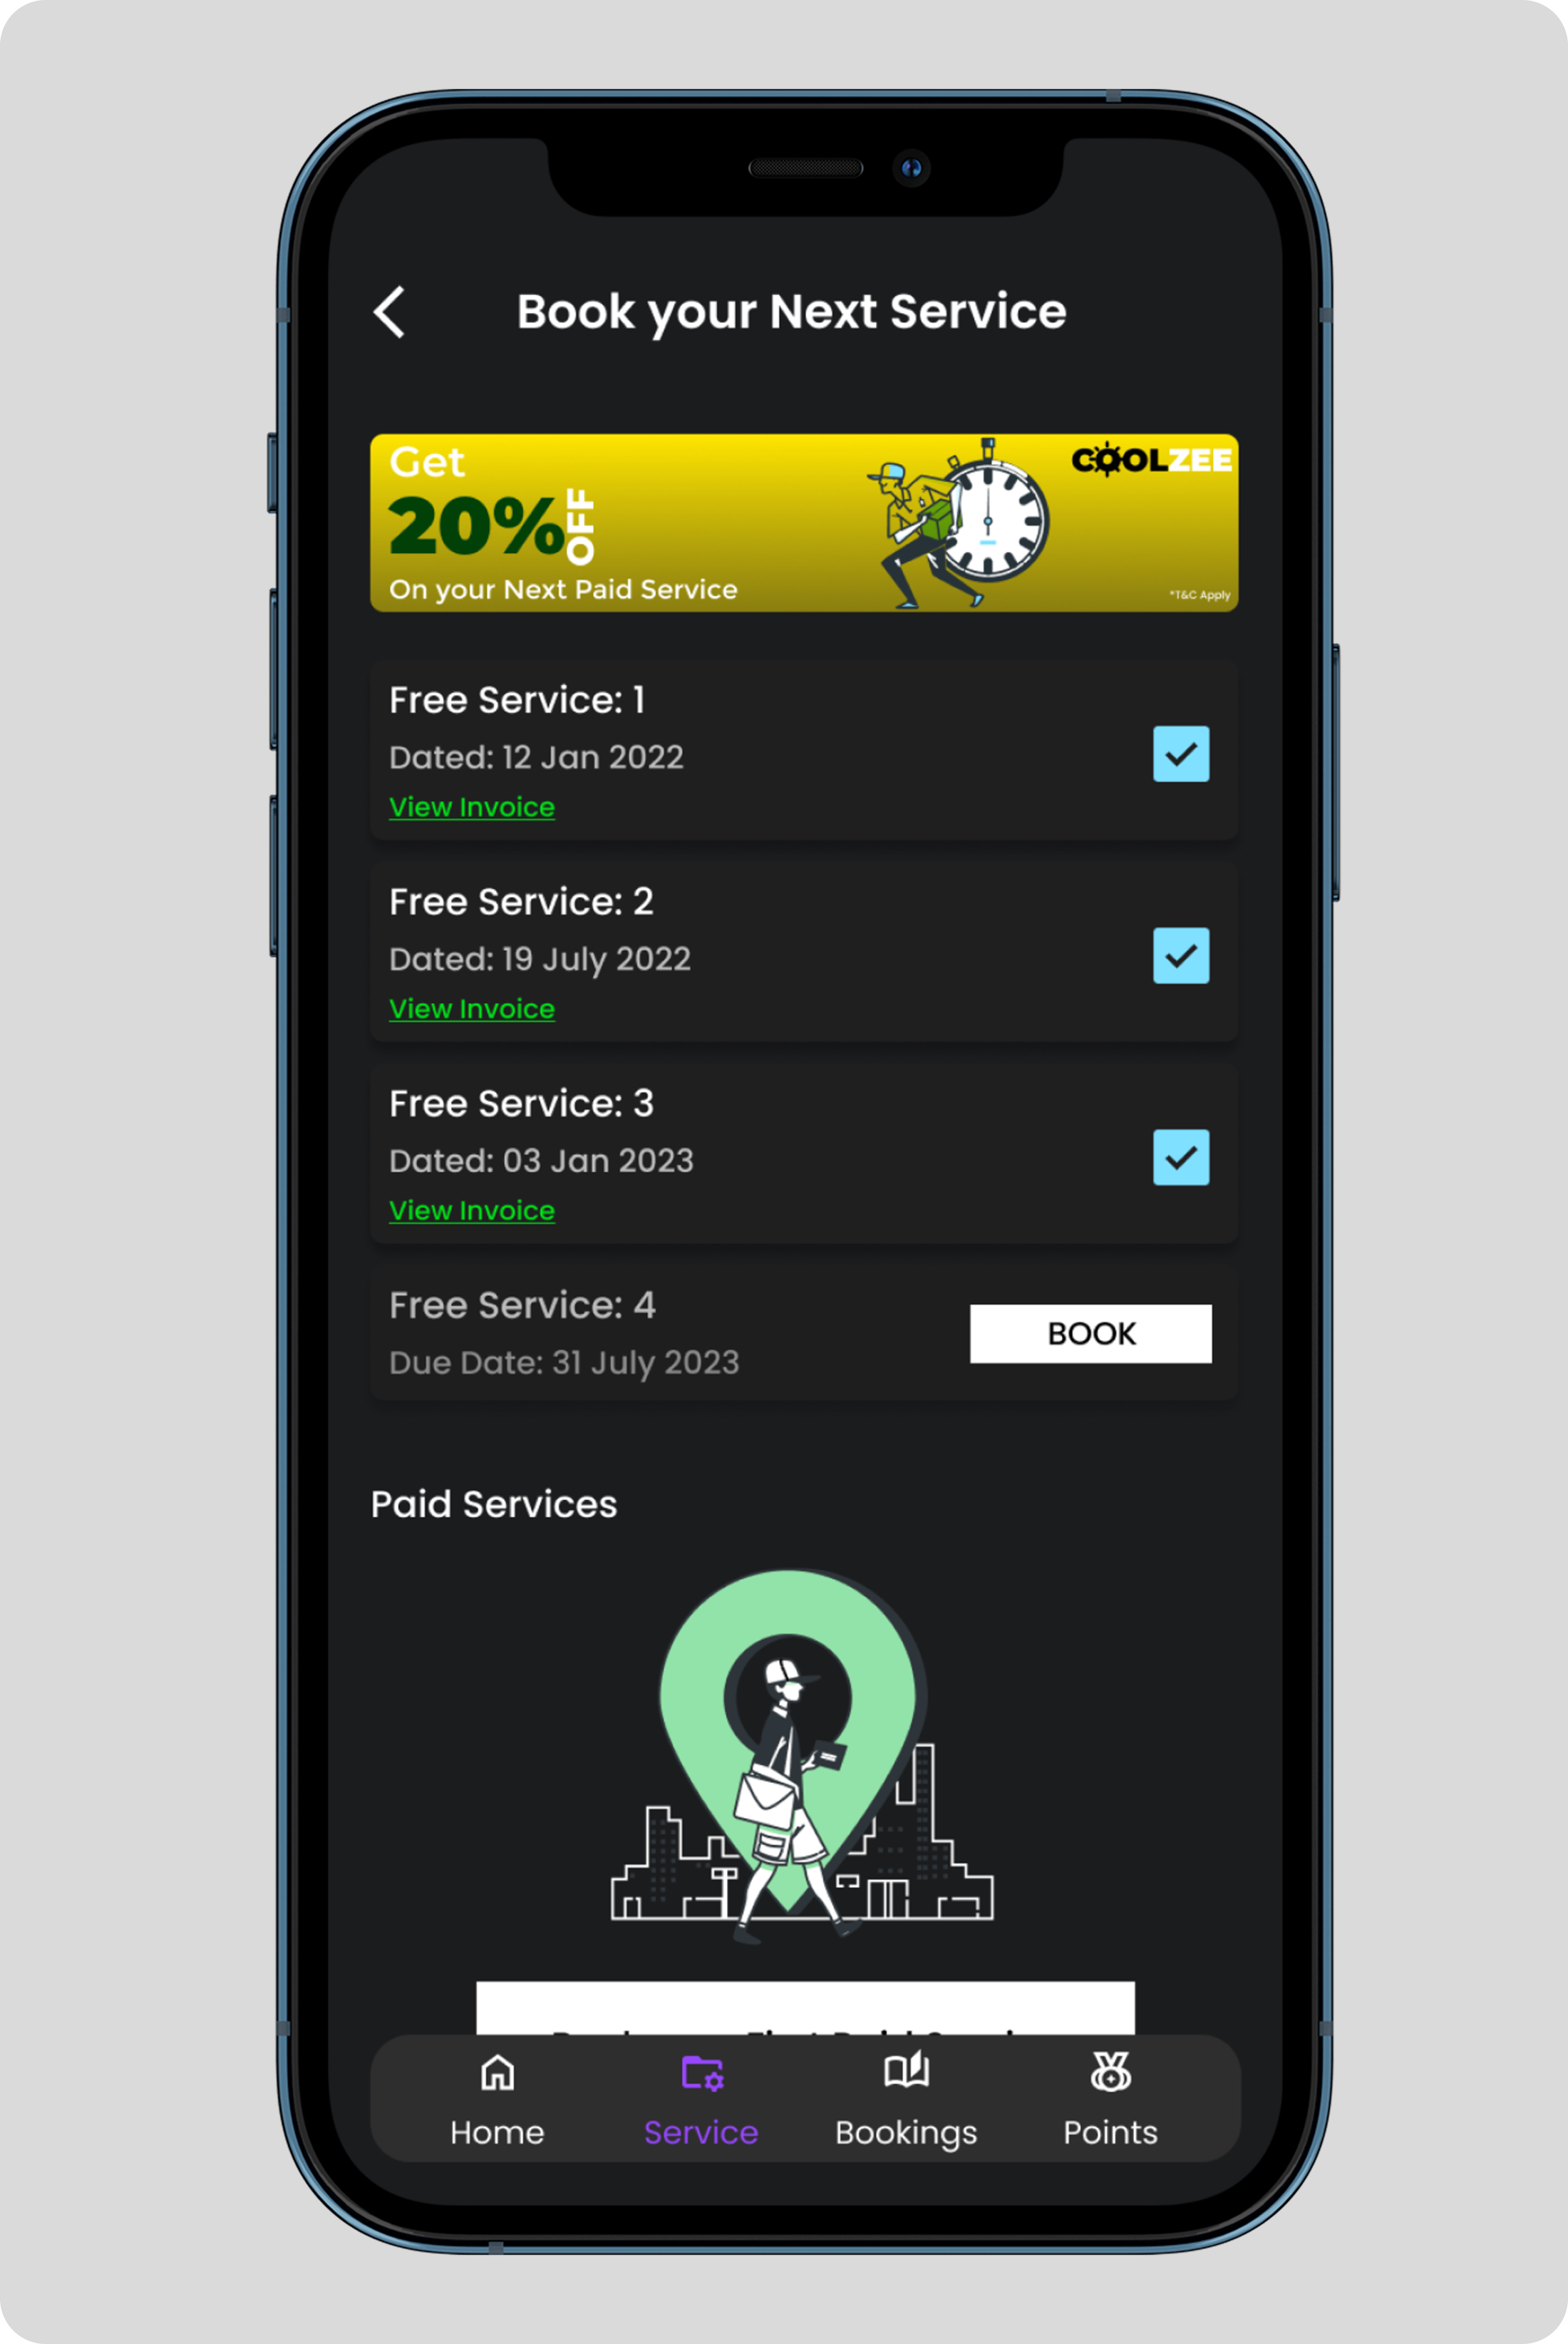 Book your Next Service
Get
20% OFF
On your Next Paid Service
COOLZEE
*T&C Apply
Free Service: 1
Dated: 12 Jan 2022
View Invoice
Free Service: 2
Dated: 19 July 2022
View Invoice
Free Service: 3
Dated: 03 Jan 2023
View Invoice
Free Service: 4
Due Date: 31 July 2023
BOOK
Paid Services
Home
Service
Bookings
Points